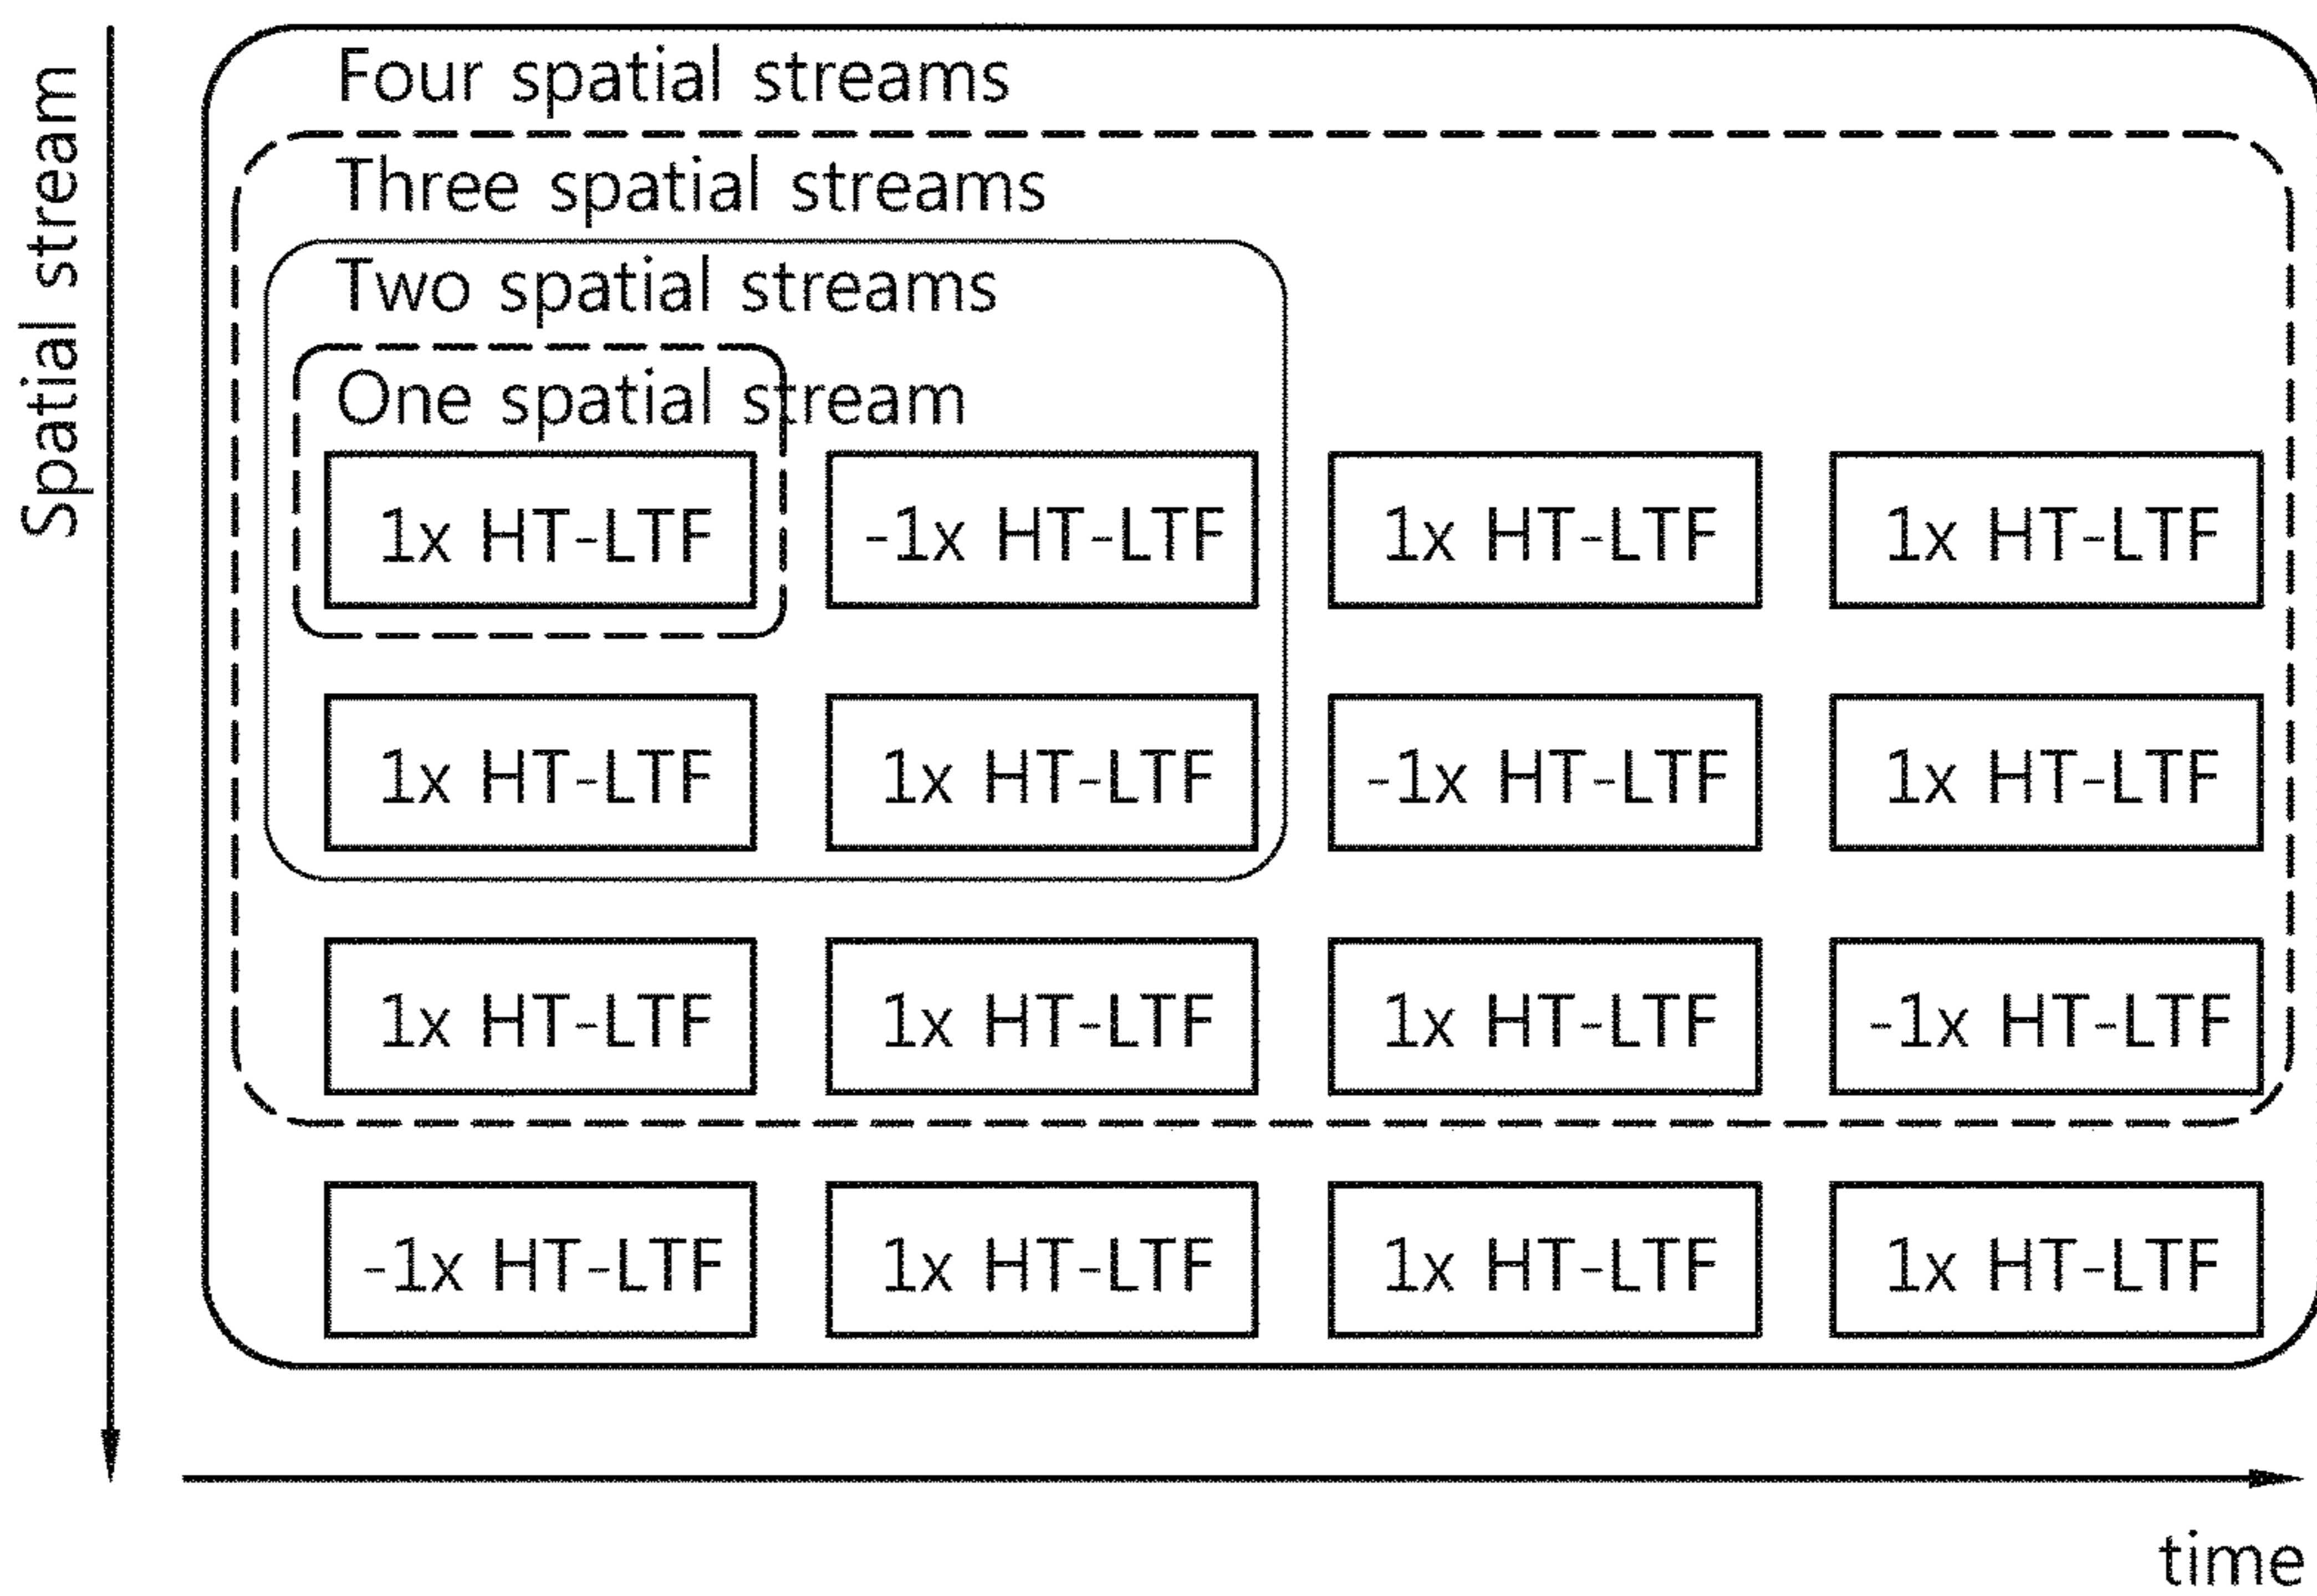 Spatial stream
Four spatial streams
Three spatial streams
Two spatial streams
One spatial stream
1x HT-LTF -1x HT-LTF 1x HT-LTF 1x HT-LTF
1x HT-LTF 1x HT-LTF -1x HT-LTF 1x HT-LTF
1x HT-LTF 1x HT-LTF 1x HT-LTF -1x HT-LTF
-1x HT-LTF 1x HT-LTF 1x HT-LTF 1x HT-LTF
time